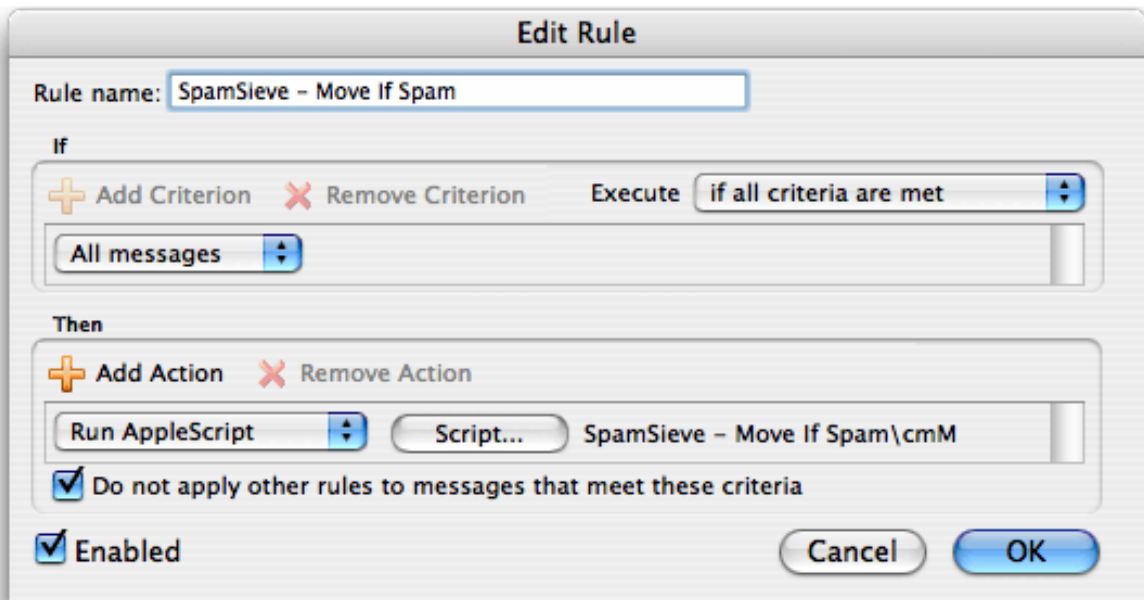 Edit Rule
Rule name: SpamSieve – Move If Spam
If
Add Criterion Remove Criterion Execute if all criteria are met
All messages
Then
Add Action Remove Action
Run AppleScript Script... SpamSieve – Move If Spam\cmM
Do not apply other rules to messages that meet these criteria
Enabled Cancel OK